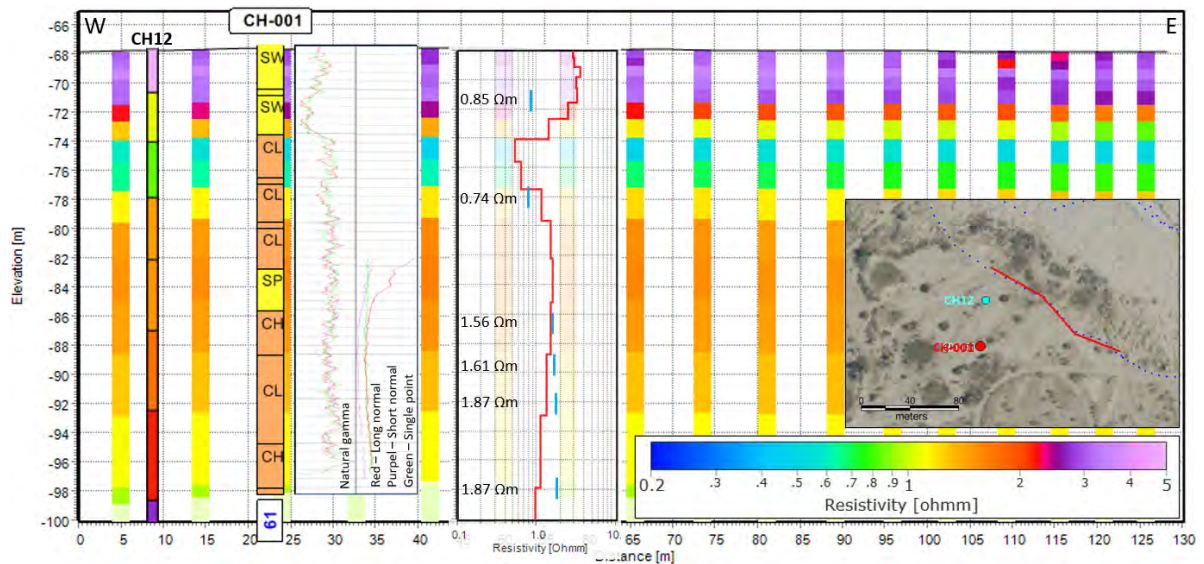 CH-001
W
CH12
E
Elevation [m]
-66
-68
-70
-72
-74
-76
-78
-80
-82
-84
-86
-88
-90
-92
-94
-96
-98
-100
SW
SW
CL
CL
CL
SP
CH
CL
CH
61
Natural gamma
Red – Long normal
Purpel – Short normal
Green – Single point
0.85 Ωm
0.74 Ωm
1.56 Ωm
1.61 Ωm
1.87 Ωm
1.87 Ωm
0.1 1.0 10.
Resistivity [Ohmm]
CH12
CH-001
0 40 80
meters
0.2 .3 .4 .5 .6 .7 .8 .9 1 2 3 4 5
Resistivity [ohmm]
0 5 10 15 20 25 30 35 40 65 70 75 80 85 90 95 100 105 110 115 120 125 130
Distance [m]